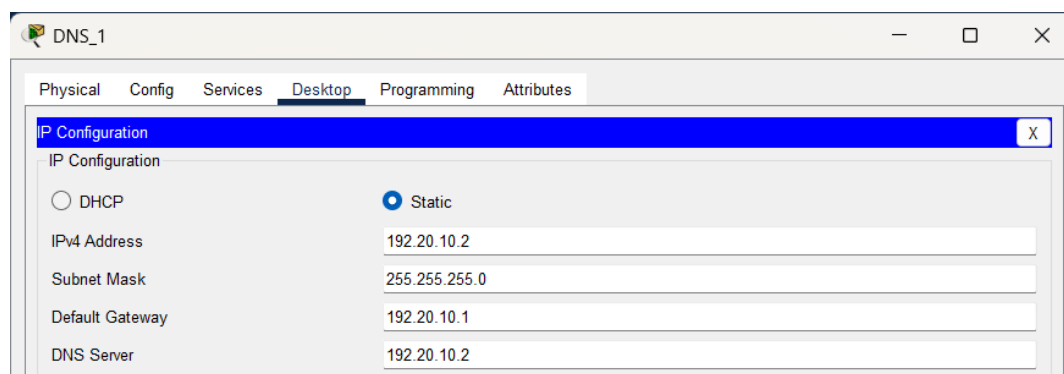 DNS_1
Physical Config Services Desktop Programming Attributes
IP Configuration X
IP Configuration
DHCP Static
IPv4 Address 192.20.10.2
Subnet Mask 255.255.255.0
Default Gateway 192.20.10.1
DNS Server 192.20.10.2